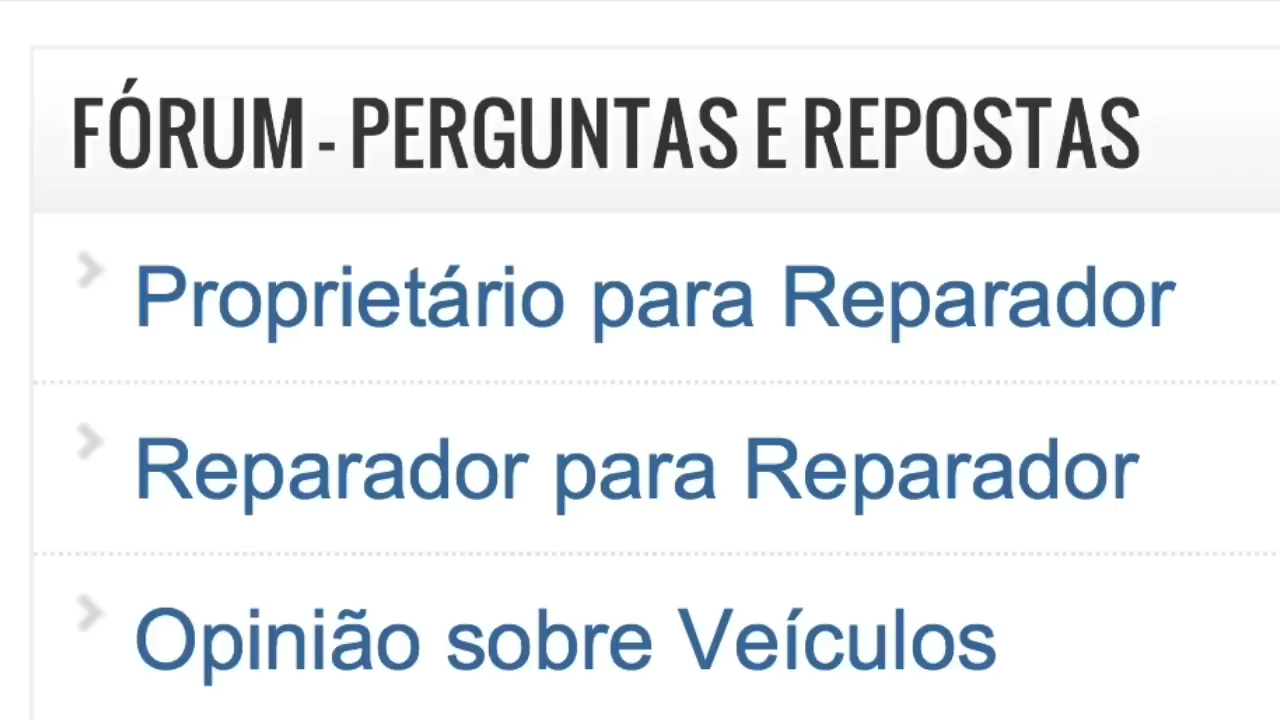 FÓRUM - PERGUNTAS E REPOSTAS
Proprietário para Reparador
Reparador para Reparador
Opinião sobre Veículos